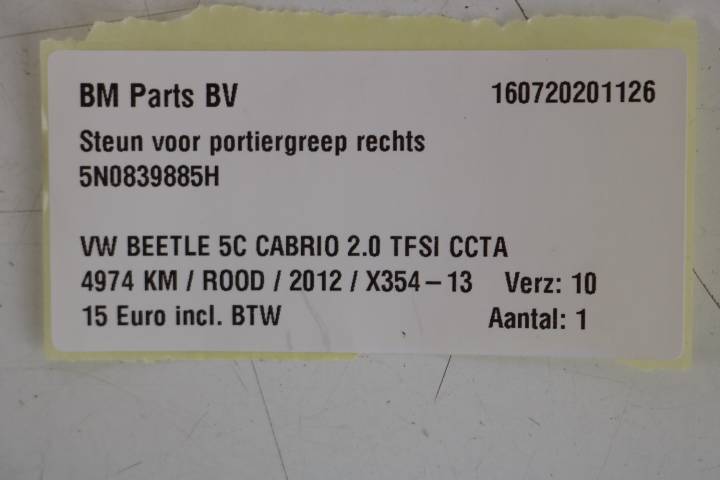 BM Parts BV 160720201126
Steun voor portiergreep rechts
5N0839885H
VW BEETLE 5C CABRIO 2.0 TFSI CCTA
4974 KM / ROOD / 2012 / X354-13 Verz: 10
15 Euro incl. BTW Aantal: 1